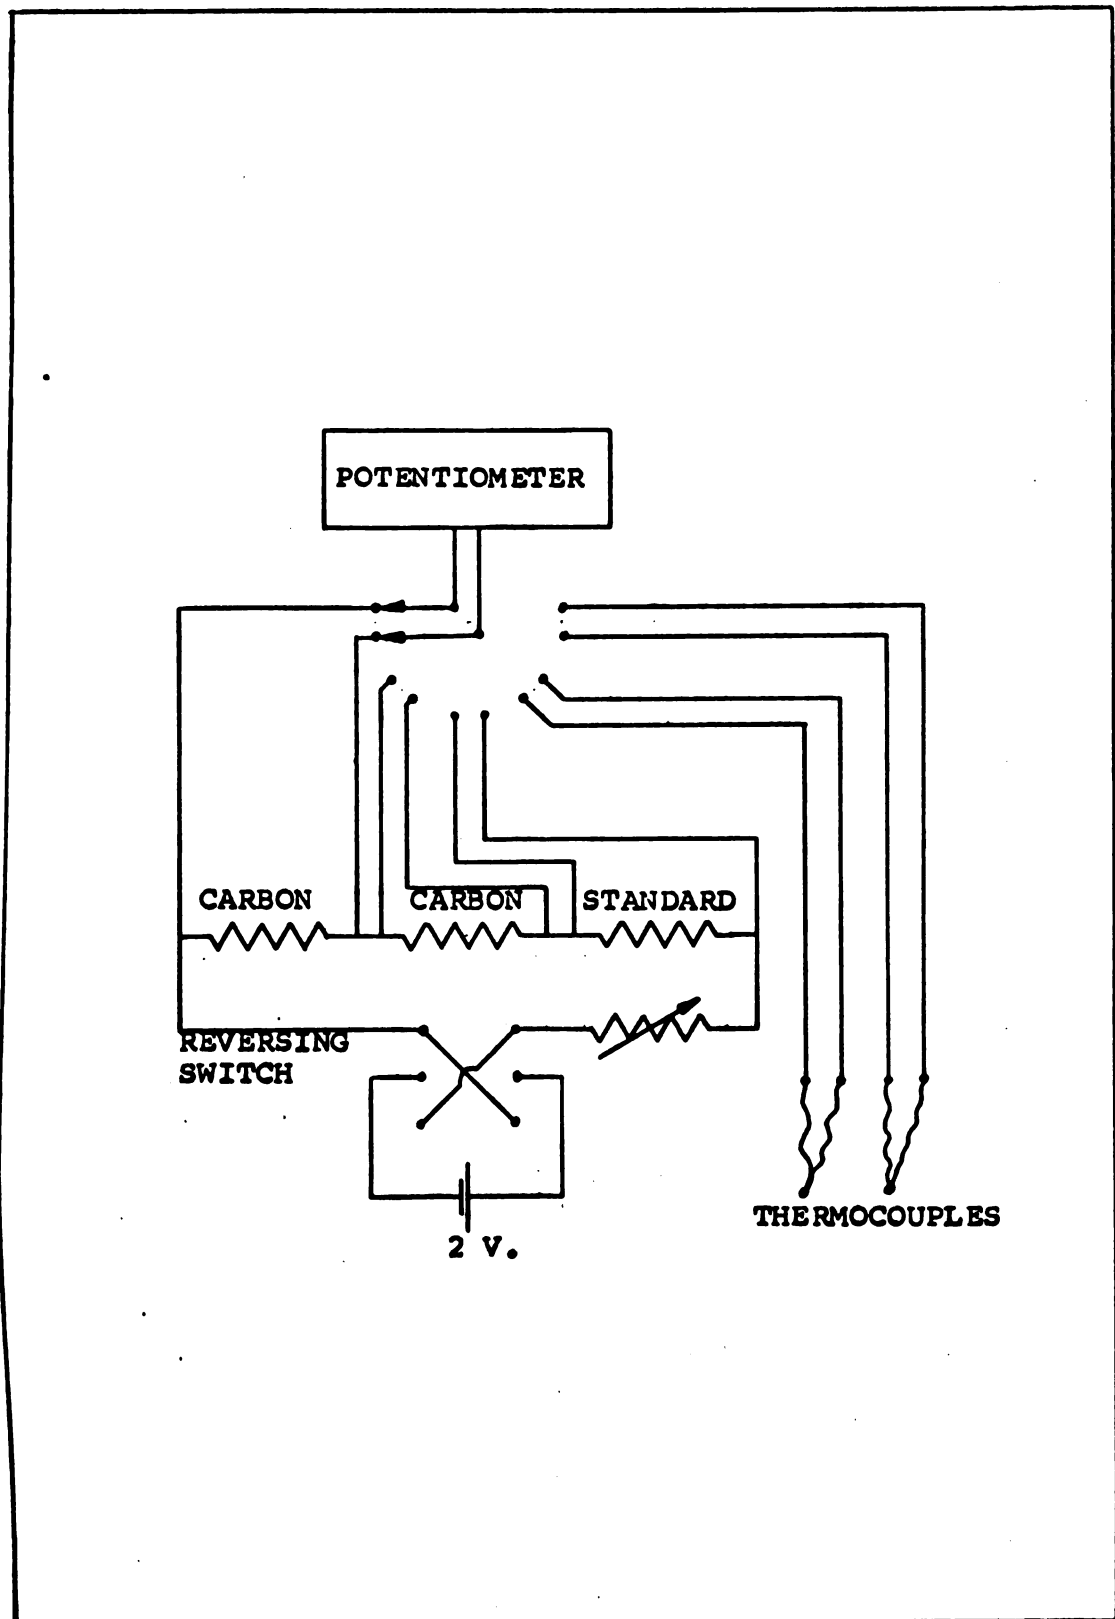 POTENTIOMETER
CARBON
CARBON
STANDARD
REVERSING
SWITCH
THERMOCOUPLES
2 V.